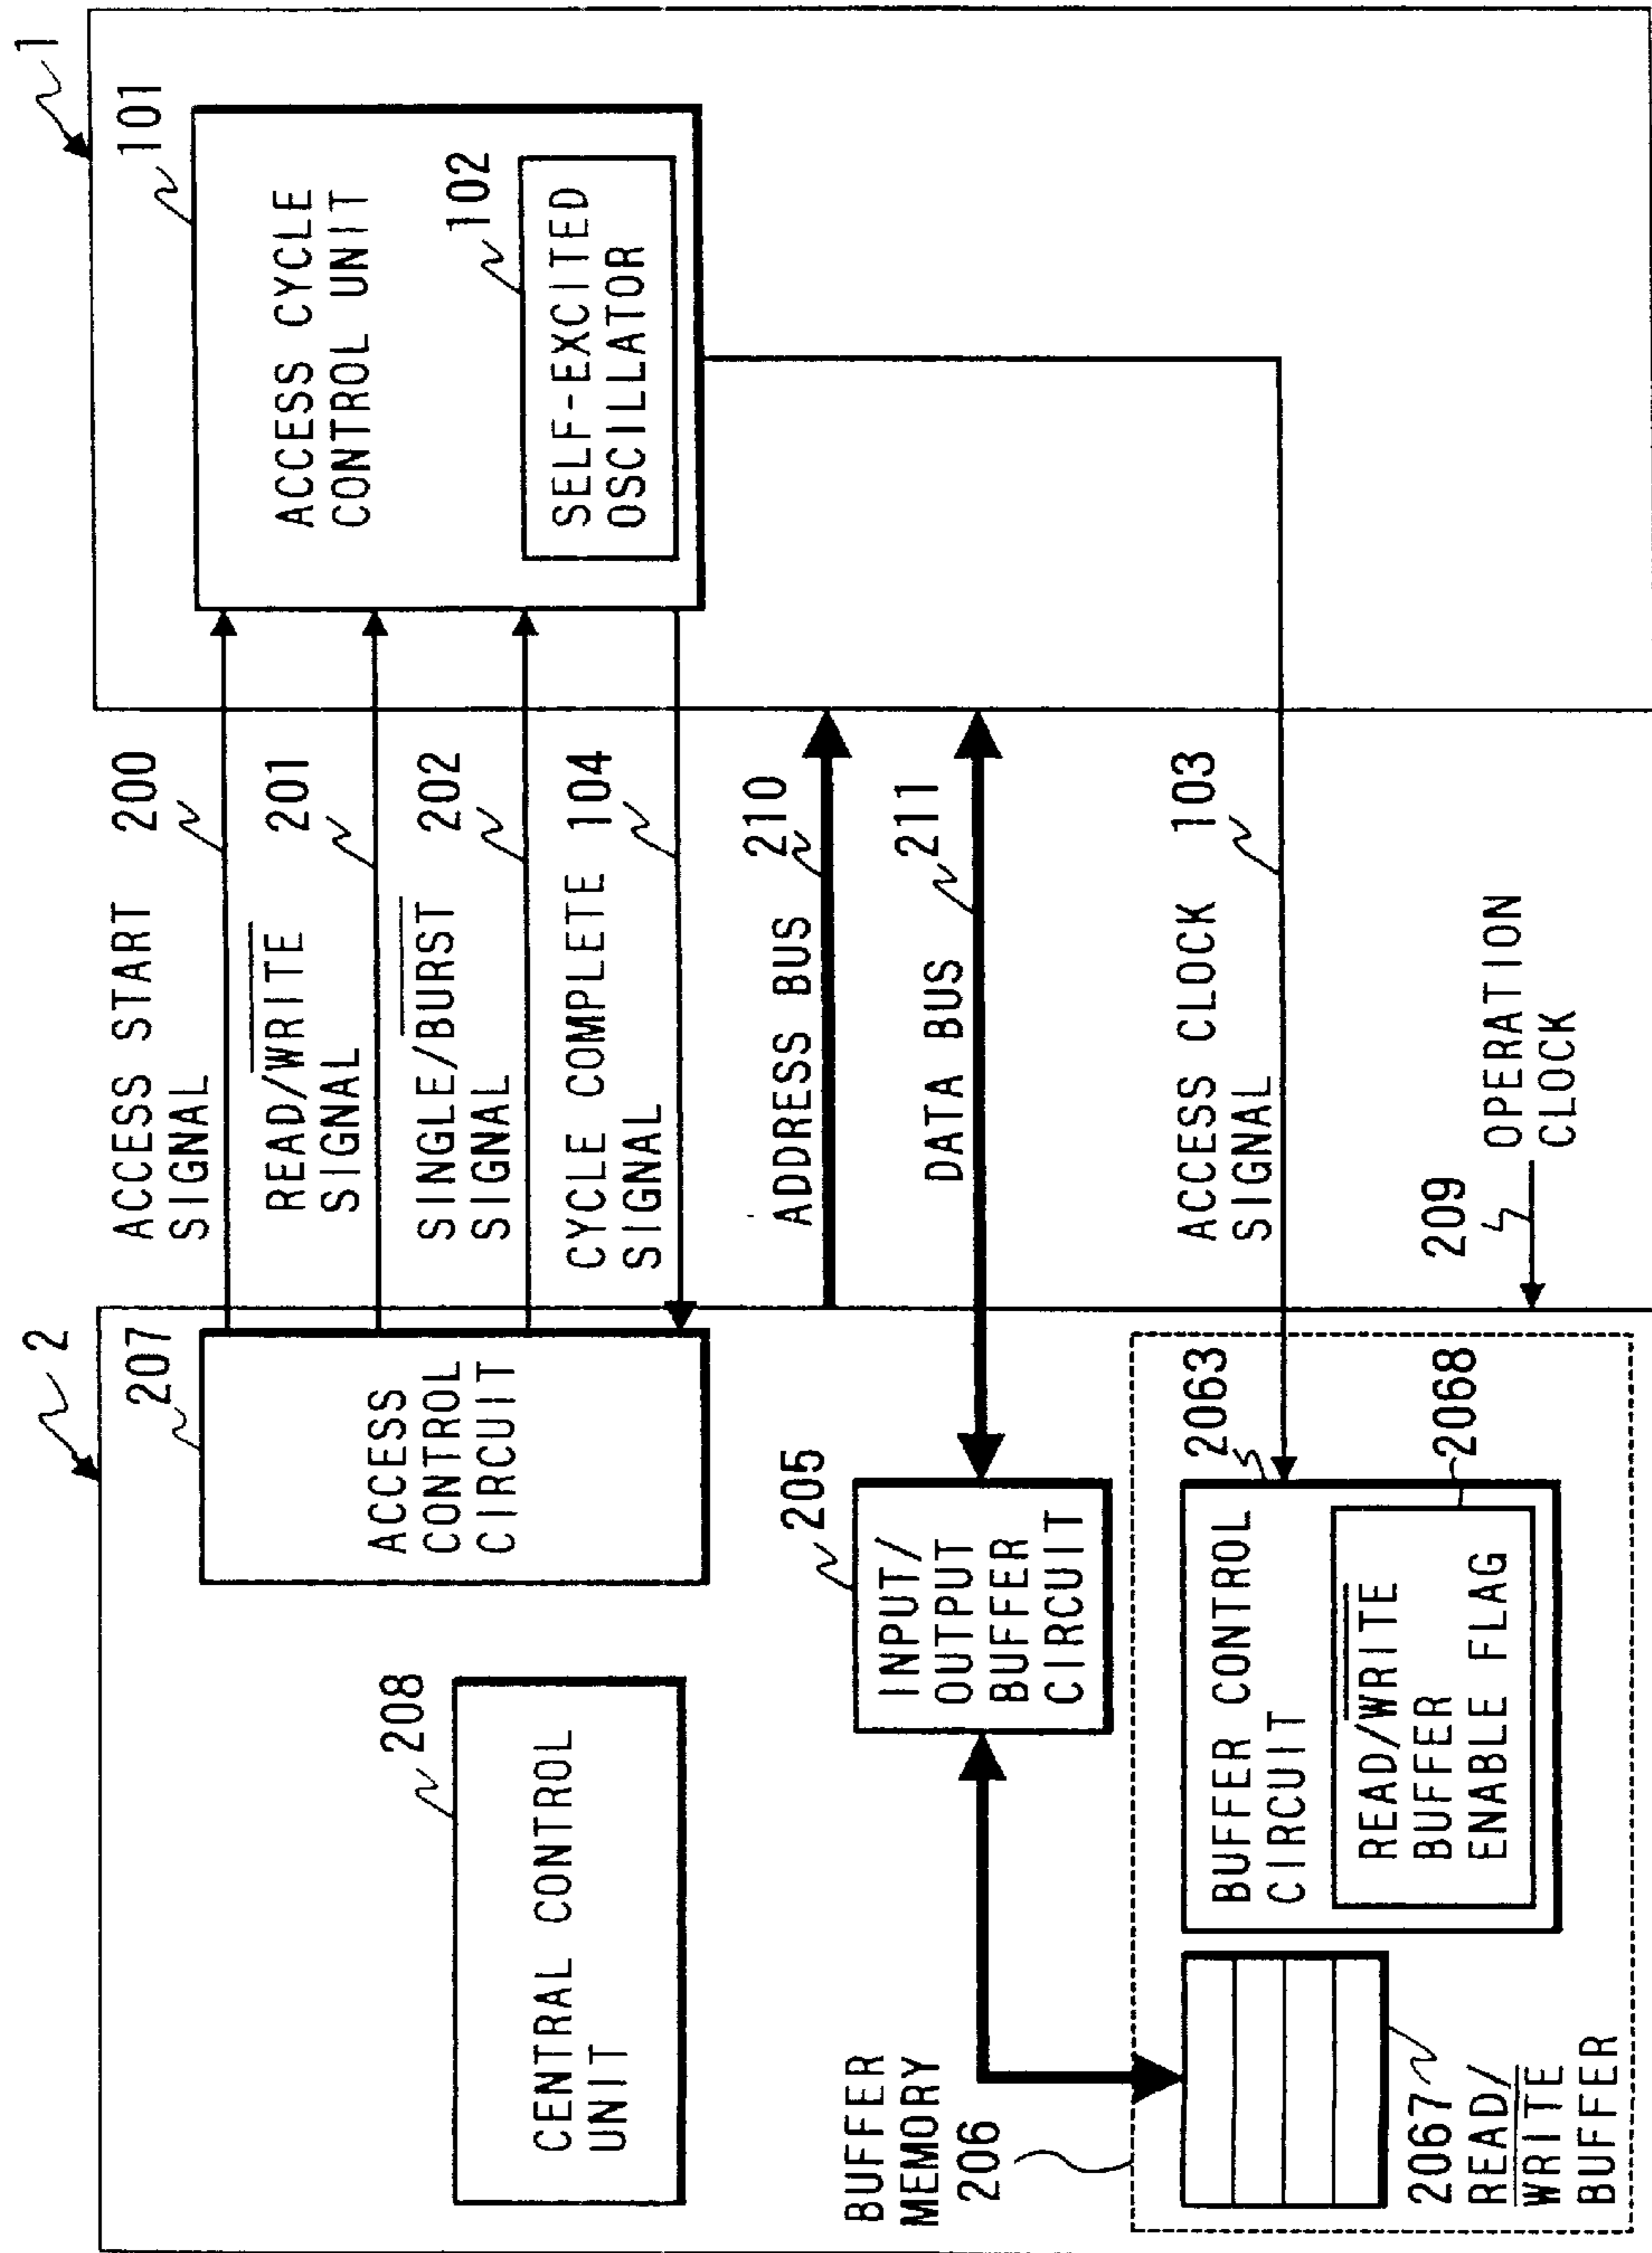 2
207
ACCESS
CONTROL
CIRCUIT
208
CENTRAL CONTROL
UNIT
205
INPUT/
OUTPUT
BUFFER
CIRCUIT
BUFFER
MEMORY
206
2063
BUFFER CONTROL
CIRCUIT
2068
READ/WRITE
BUFFER
ENABLE FLAG
2067
READ/
WRITE
BUFFER
ACCESS START 200
SIGNAL
READ/WRITE 201
SIGNAL
SINGLE/BURST 202
SIGNAL
CYCLE COMPLETE 104
SIGNAL
ADDRESS BUS 210
DATA BUS 211
ACCESS CLOCK 103
SIGNAL
209
OPERATION
CLOCK
1
101
ACCESS CYCLE
CONTROL UNIT
102
SELF-EXCITED
OSCILLATOR